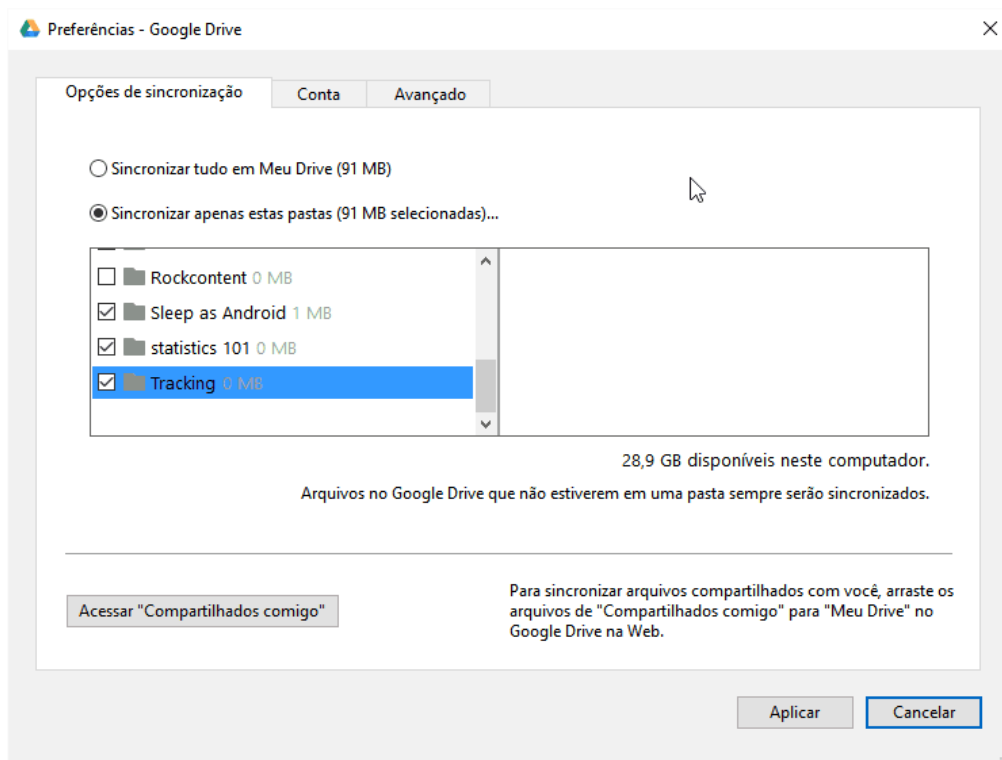 Preferências - Google Drive
Opções de sincronização
Conta
Avançado
Sincronizar tudo em Meu Drive (91 MB)
Sincronizar apenas estas pastas (91 MB selecionadas)...
Rockcontent 0 MB
Sleep as Android 1 MB
statistics 101 0 MB
Tracking 0 MB
28,9 GB disponíveis neste computador.
Arquivos no Google Drive que não estiverem em uma pasta sempre serão sincronizados.
Acessar "Compartilhados comigo"
Para sincronizar arquivos compartilhados com você, arraste os
arquivos de "Compartilhados comigo" para "Meu Drive" no
Google Drive na Web.
Aplicar
Cancelar